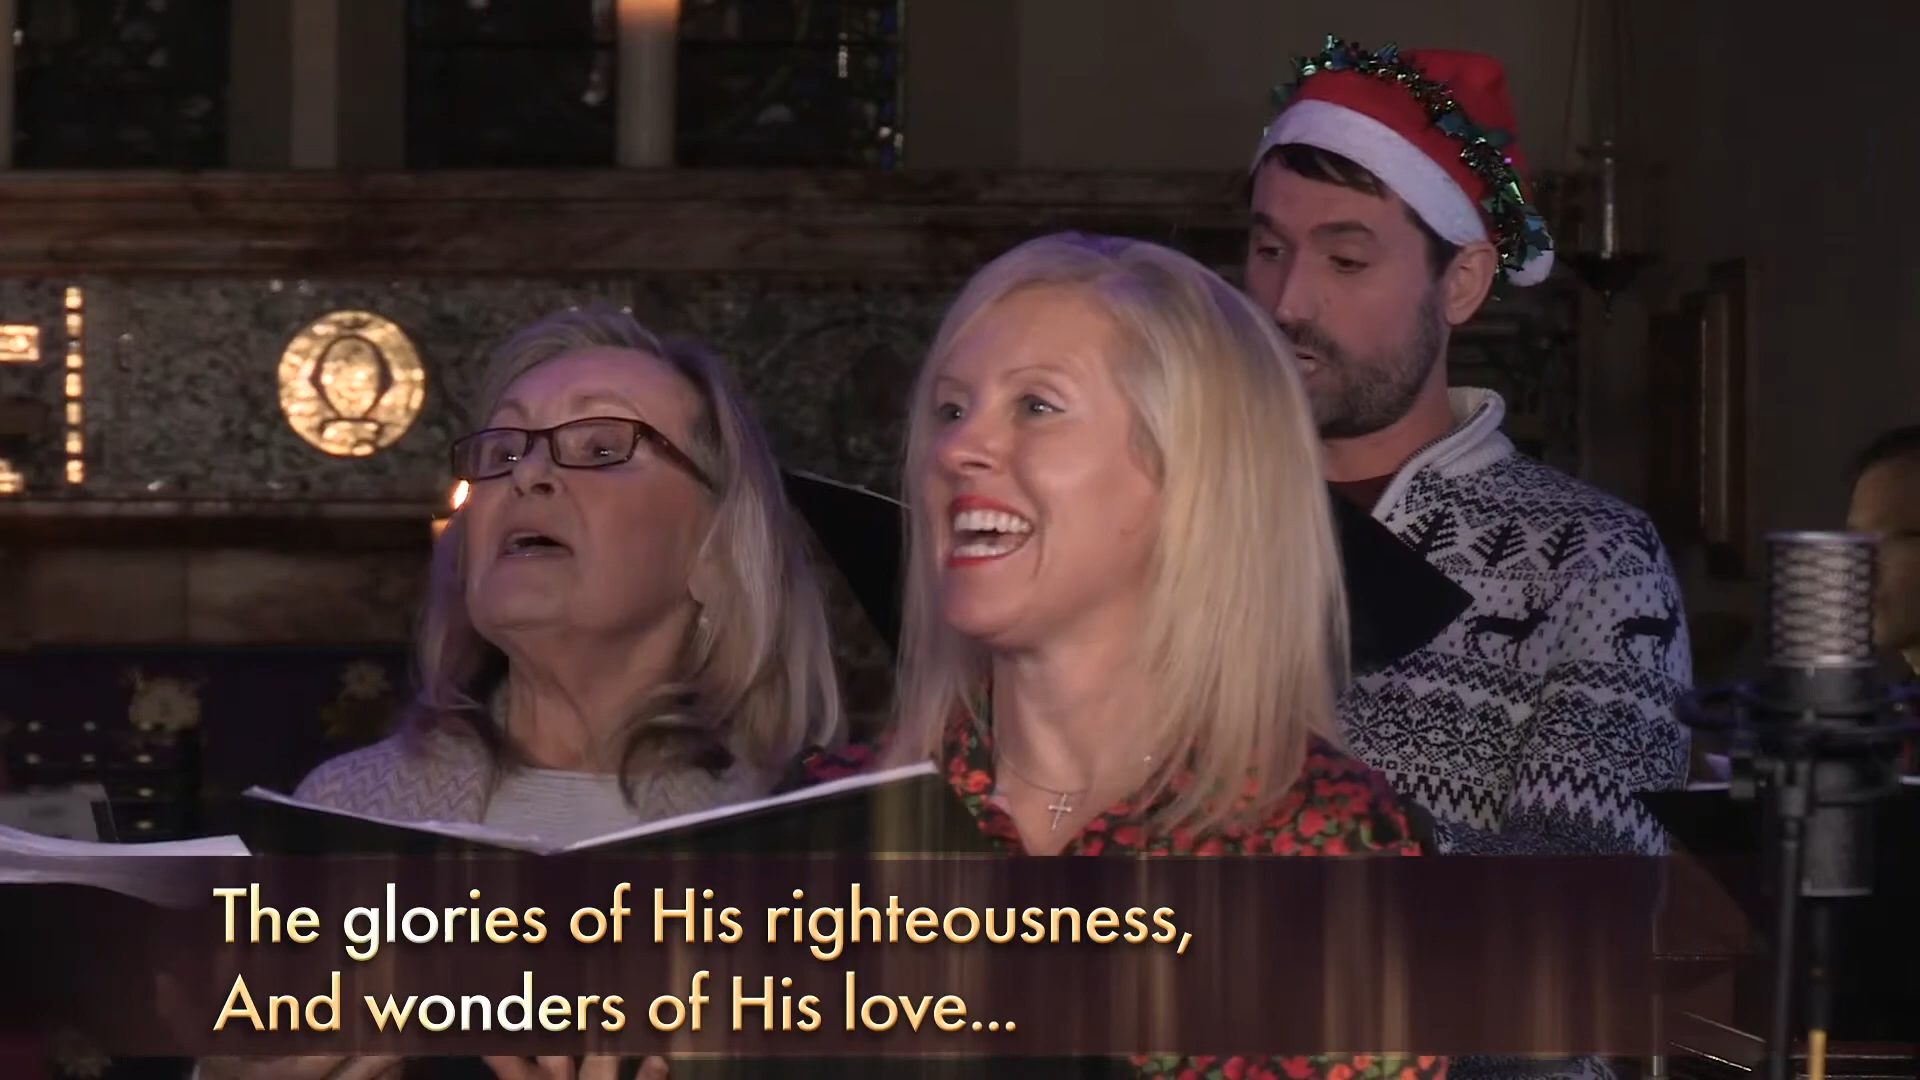 The glories of His righteousness,
And wonders of His love...